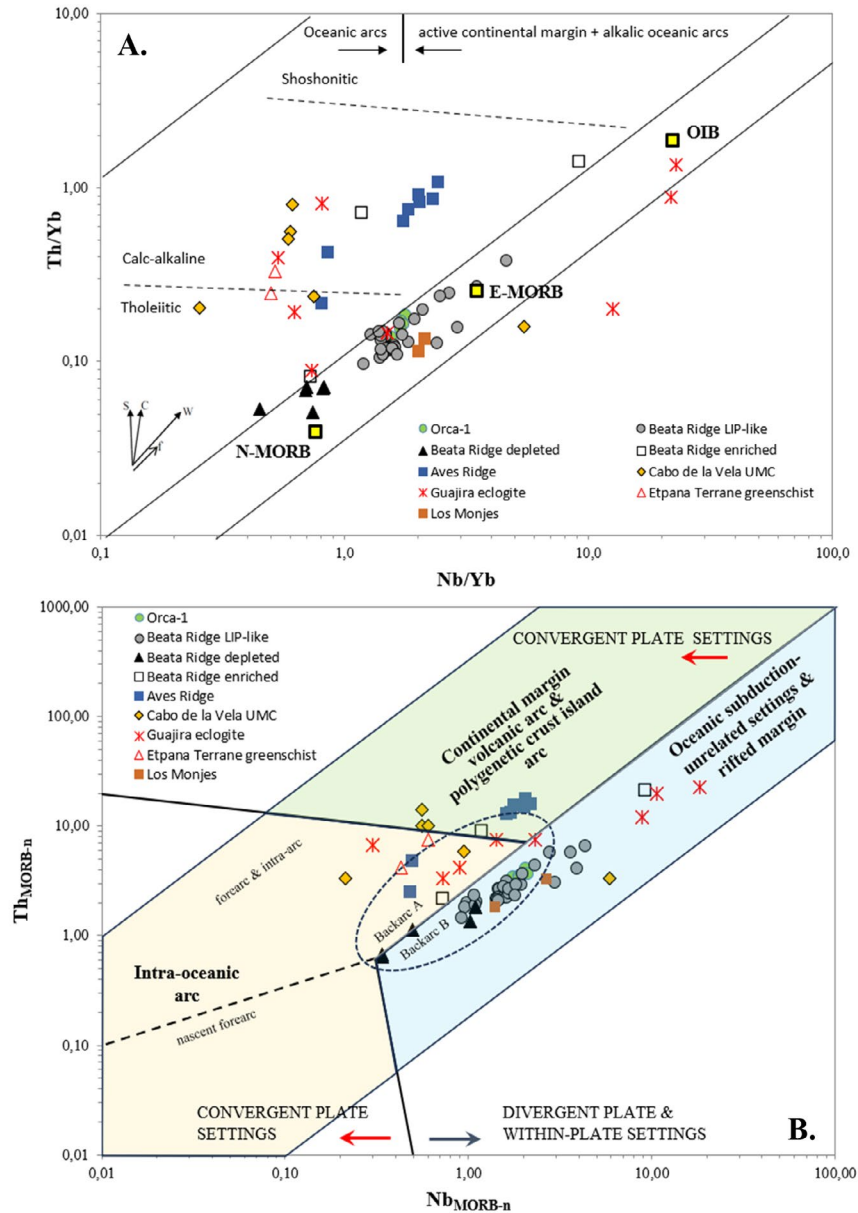 A.
Oceanic arcs
active continental margin + alkalic oceanic arcs
Shoshonitic
OIB
Calc-alkaline
Tholeiitic
E-MORB
N-MORB
S C W f
Orca-1
Beata Ridge LIP-like
Beata Ridge depleted
Beata Ridge enriched
Aves Ridge
Cabo de la Vela UMC
Guajira eclogite
Etpana Terrane greenschist
Los Monjes
Th/Yb
10,00
1,00
0,10
0,01
0,1 1,0 10,0 100,0
Nb/Yb
1000,00
100,00
10,00
1,00
0,10
0,01
Th MORB-n
Orca-1
Beata Ridge LIP-like
Beata Ridge depleted
Beata Ridge enriched
Aves Ridge
Cabo de la Vela UMC
Guajira eclogite
Etpana Terrane greenschist
Los Monjes
CONVERGENT PLATE SETTINGS
Continental margin
volcanic arc &
polygenetic crust island
arc
Oceanic subduction-
unrelated settings &
rifted margin
forearc & intra-arc
Backarc A
Backarc B
Intra-oceanic
arc
nascent forearc
CONVERGENT PLATE
SETTINGS
DIVERGENT PLATE &
WITHIN-PLATE SETTINGS
B.
0,01 0,10 1,00 10,00 100,00
Nb MORB-n